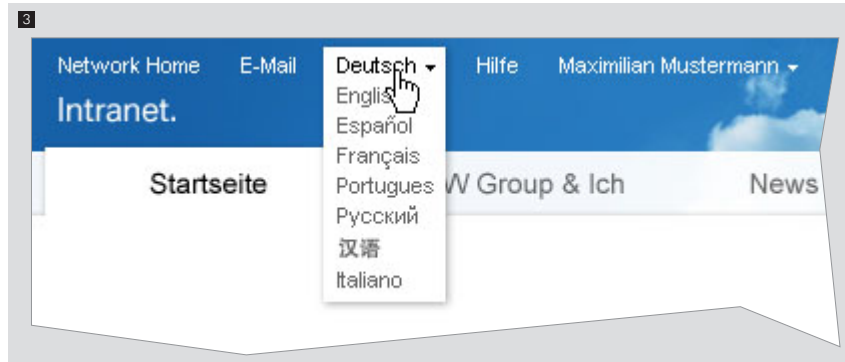 3
Network Home E-Mail Deutsch Hilfe Maximilian Mustermann
Intranet.
Englis
Español
Français
Startseite W Group & Ich News
Portugues
Русский
汉语
Italiano